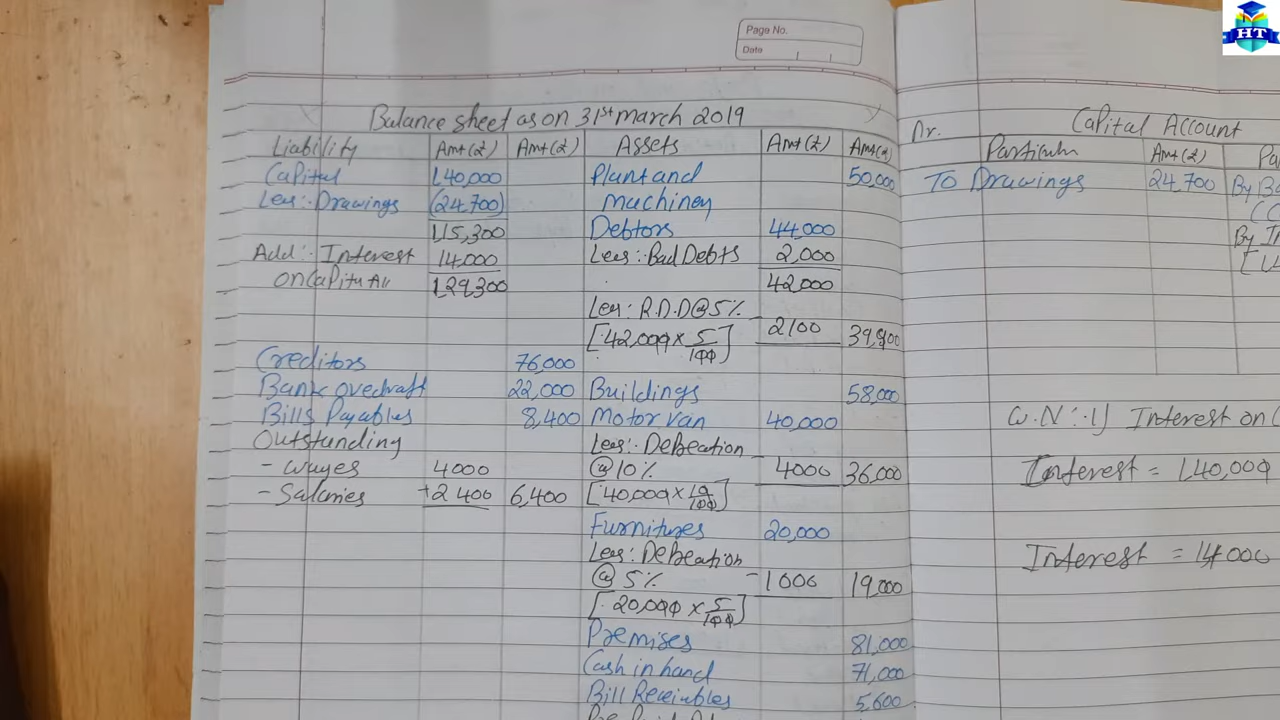 HT
Page No.
Date
Balance sheet as on 31st march 2019
Liability Amt(₹) Amt(₹) Assets Amt(₹) Amt(₹)
Capital 1,40,000 Plant and 50,000
Less: Drawings (24,700) machiney
1,15,300 Debtors 44,000
Add: Interest 14,000 Less: Bad Debts 2,000
on Capital 1,29,300 42,000
Less: R.D.D@5% 2100
[42,000 × 5/100] 39,900
Creditors 76,000
Bank ovedraft 22,000 Buildings 58,000
Bills Payables 8,400 Motor van 40,000
Outstanding Less:
- wages 4000 @ 10% 4000 36,000
- Salaries +2400 6,400 [40,000 × 10/100]
Furnitures 20,000
Less:
@ 5% -1000 19,000
[20,000 × 5/100]
Premises 81,000
Cash in hand 71,000
Bill Receivables 5,600
Dr. Capital Account
Particular Amt(₹)
To Drawings 24,700 By
By
W.N:1) Interest on
Interest = 1,40,000
Interest = 14000